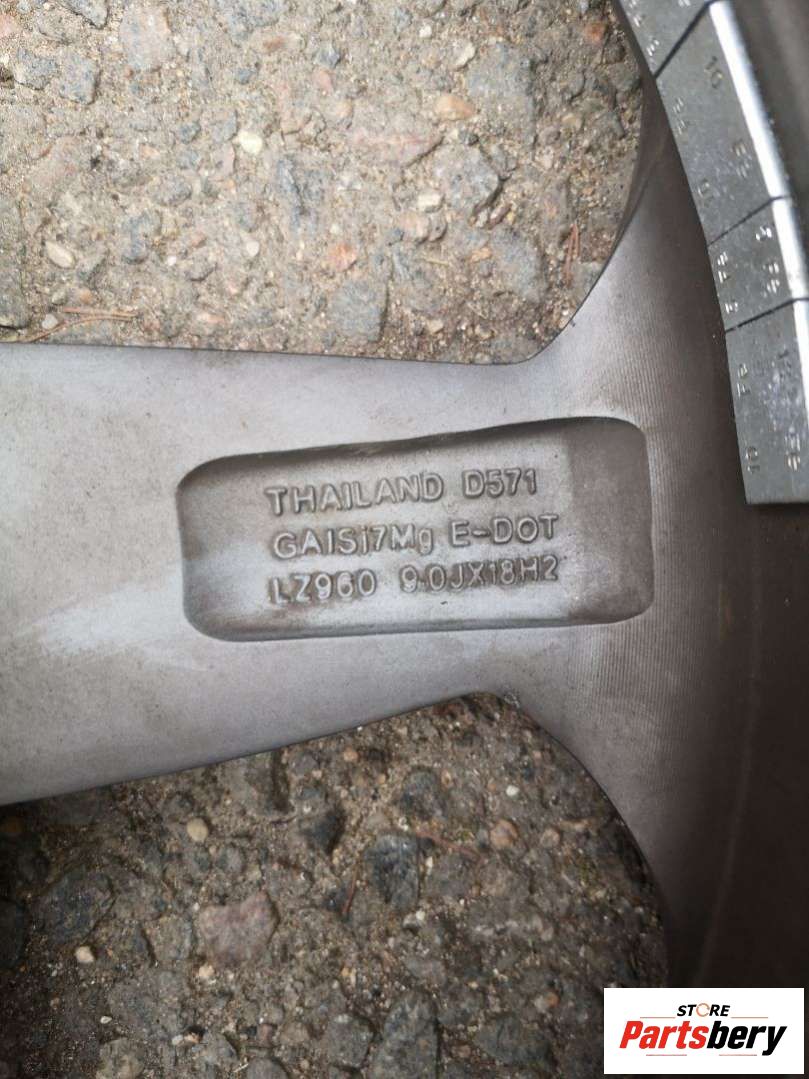 THAILAND D571
GAISi7Mg E-DOT
LZ960 9.0JX18H2
STORE
Partsbery